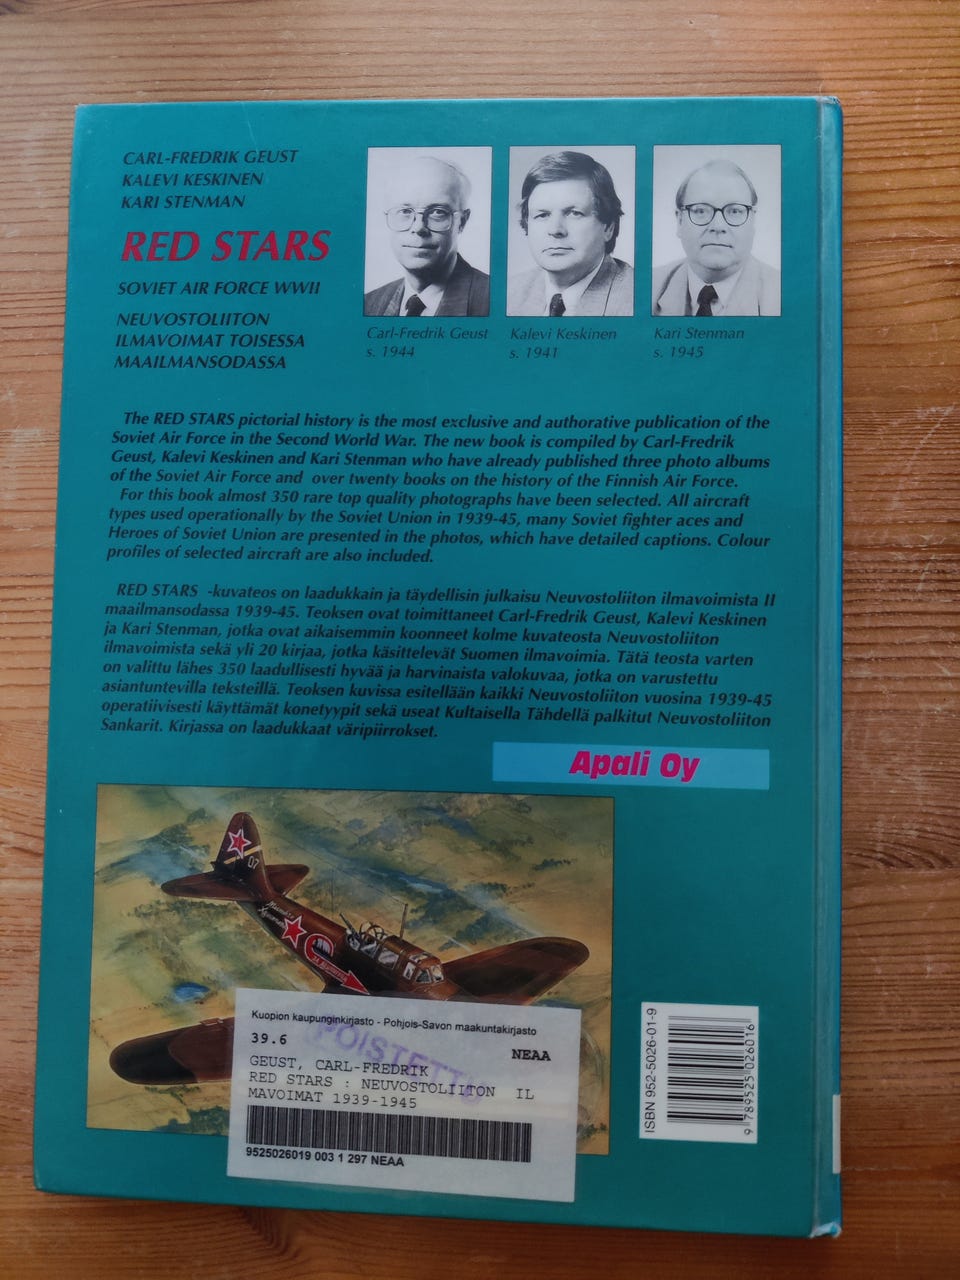 CARL-FREDRIK GEUST
KALEVI KESKINEN
KARI STENMAN
RED STARS
SOVIET AIR FORCE WWII
NEUVOSTOLIITON
ILMAVOIMAT TOISESSA
MAAILMANSODASSA
Carl-Fredrik Geust
s. 1944
Kalevi Keskinen
s. 1941
Kari Stenman
s. 1945
The RED STARS pictorial history is the most exclusive and authorative publication of the
Soviet Air Force in the Second World War. The new book is compiled by Carl-Fredrik
Geust, Kalevi Keskinen and Kari Stenman who have already published three photo albums
of the Soviet Air Force and over twenty books on the history of the Finnish Air Force.
For this book almost 350 rare top quality photographs have been selected. All aircraft
types used operationally by the Soviet Union in 1939-45, many Soviet fighter aces and
Heroes of Soviet Union are presented in the photos, which have detailed captions. Colour
profiles of selected aircraft are also included.
RED STARS -kuvateos on laadukkain ja täydellisin julkaisu Neuvostoliiton ilmavoimista II
maailmansodassa 1939-45. Teoksen ovat toimittaneet Carl-Fredrik Geust, Kalevi Keskinen
ja Kari Stenman, jotka ovat aikaisemmin koonneet kolme kuvateosta Neuvostoliiton
ilmavoimista sekä yli 20 kirjaa, jotka käsittelevät Suomen ilmavoimia. Tätä teosta varten
on valittu lähes 350 laadullisesti hyvää ja harvinaista valokuvaa, jotka on varustettu
asiantuntevilla teksteillä. Teoksen kuvissa esitellään kaikki Neuvostoliiton vuosina 1939-45
operatiivisesti käyttämät konetyypit sekä useat Kultaisella Tähdellä palkitut Neuvostoliiton
Sankarit. Kirjassa on laadukkaat väripiirrokset.
Apali Oy
07
Kuopion kaupunginkirjasto - Pohjois-Savon maakuntakirjasto
POISTETTU
39.6 NEAA
GEUST, CARL-FREDRIK
RED STARS : NEUVOSTOLIITON IL
MAVOIMAT 1939-1945
9525026019 003 1 297 NEAA
ISBN 952-5026-01-9
9 789525 026016